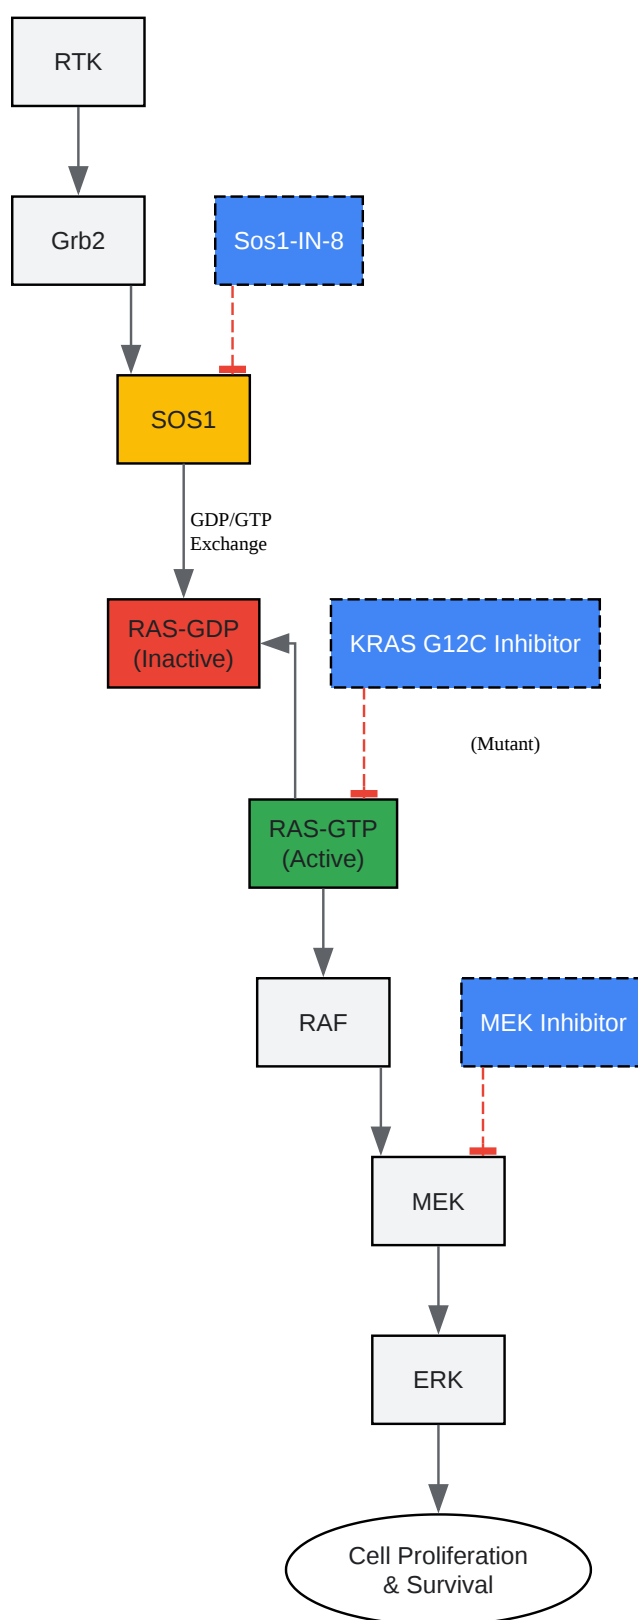 RTK
Grb2
Sos1-IN-8
SOS1
GDP/GTP
Exchange
RAS-GDP
(Inactive)
KRAS G12C Inhibitor
(Mutant)
RAS-GTP
(Active)
RAF
MEK Inhibitor
MEK
ERK
Cell Proliferation
& Survival